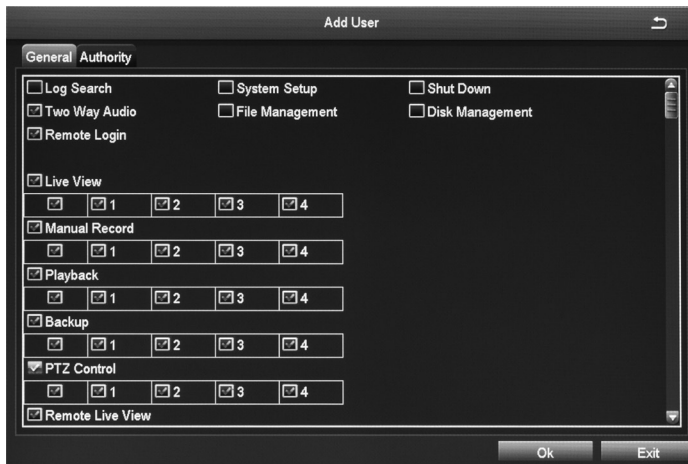 Add User
General Authority
Log Search System Setup Shut Down
Two Way Audio File Management Disk Management
Remote Login
Live View
1 2 3 4
Manual Record
1 2 3 4
Playback
1 2 3 4
Backup
1 2 3 4
PTZ Control
1 2 3 4
Remote Live View
Ok Exit